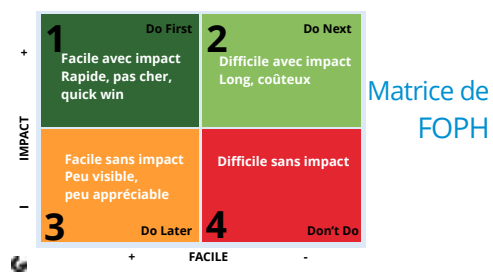 1
Do First
Facile avec impact
Rapide, pas cher,
quick win
2
Do Next
Difficile avec impact
Long, coûteux
Matrice de
FOPH
+
IMPACT
–
Facile sans impact
Peu visible,
peu appréciable
3
Do Later
Difficile sans impact
4
Don't Do
+
FACILE
-